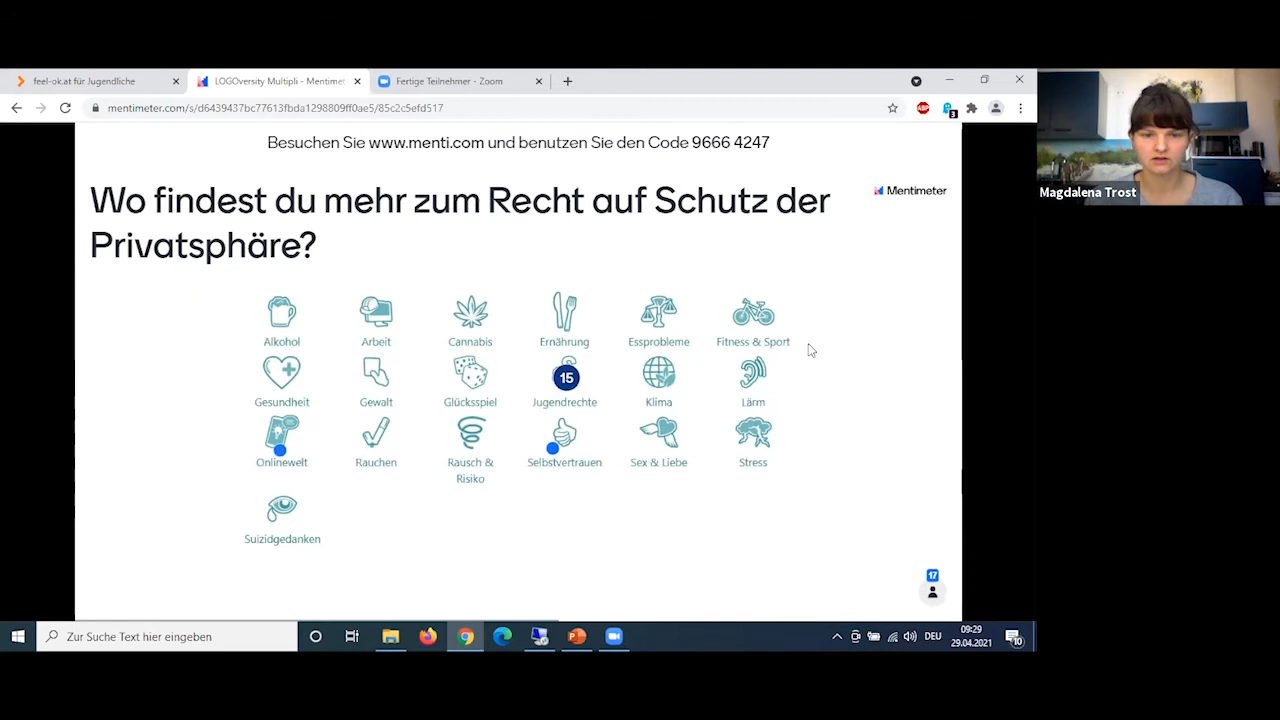 feel-ok.at für Jugendliche
LOGOversity Multipli - Mentimet
Fertige Teilnehmer - Zoom
mentimeter.com/s/d6439437bc77613fbda1298809ff0ae5/85c2c5efd517
ABP
3
Besuchen Sie www.menti.com und benutzen Sie den Code 9666 4247
Mentimeter
Wo findest du mehr zum Recht auf Schutz der
Privatsphäre?
Magdalena Trost
Alkohol Arbeit Cannabis Ernährung Essprobleme Fitness & Sport
15
Gesundheit Gewalt Glücksspiel Jugendrechte Klima Lärm
Onlinewelt Rauchen Rausch & Selbstvertrauen Sex & Liebe Stress
Risiko
Suizidgedanken
17
Zur Suche Text hier eingeben
DEU
09:29
29.04.2021
10